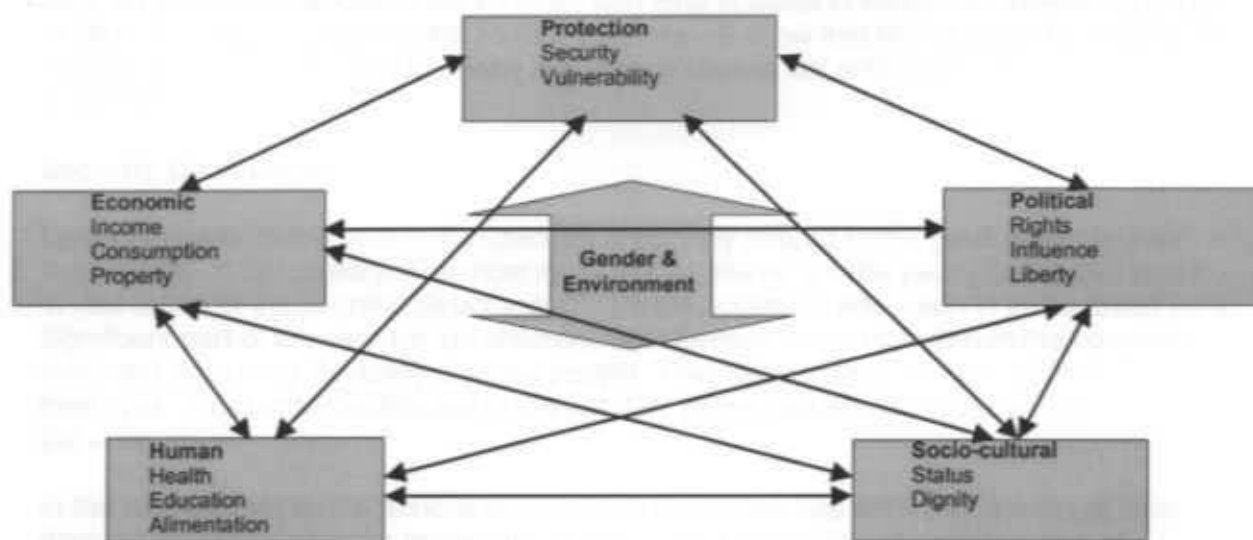 Protection
Security
Vulnerability
Economic
Income
Consumption
Property
Political
Rights
Influence
Liberty
Gender &
Environment
Human
Health
Education
Alimentation
Socio-cultural
Status
Dignity